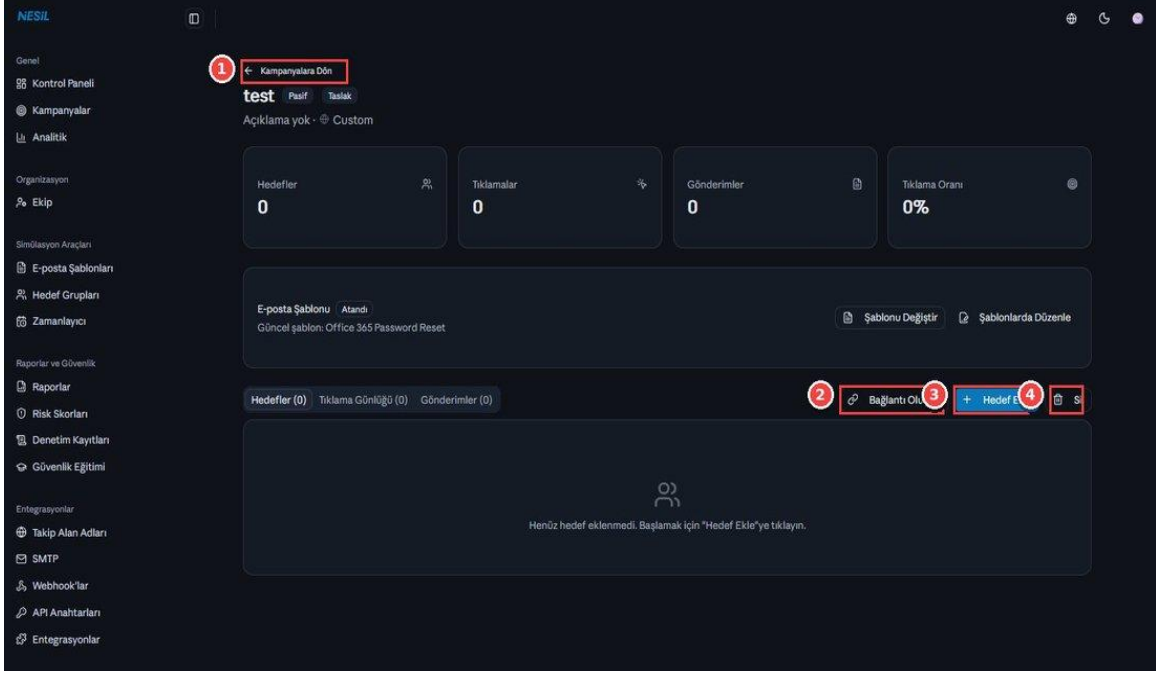 NESİL
Genel
Kontrol Paneli
Kampanyalar
Analitik
Organizasyon
Ekip
Simülasyon Araçları
E-posta Şablonları
Hedef Grupları
Zamanlayıcı
Raporlar ve Güvenlik
Raporlar
Risk Skorları
Denetim Kayıtları
Güvenlik Eğitimi
Entegrasyonlar
Takip Alan Adları
SMTP
Webhook'lar
API Anahtarları
Entegrasyonlar
1 ← Kampanyalara Dön
test Pasif Taslak
Açıklama yok · Custom
Hedefler
0
Tıklamalar
0
Gönderimler
0
Tıklama Oranı
0%
E-posta Şablonu Atandı
Güncel şablon: Office 365 Password Reset
Şablonu Değiştir Şablonlarda Düzenle
Hedefler (0) Tıklama Günlüğü (0) Gönderimler (0)
2 Bağlantı 3 + Hedef 4
Henüz hedef eklenmedi. Başlamak için "Hedef Ekle"ye tıklayın.